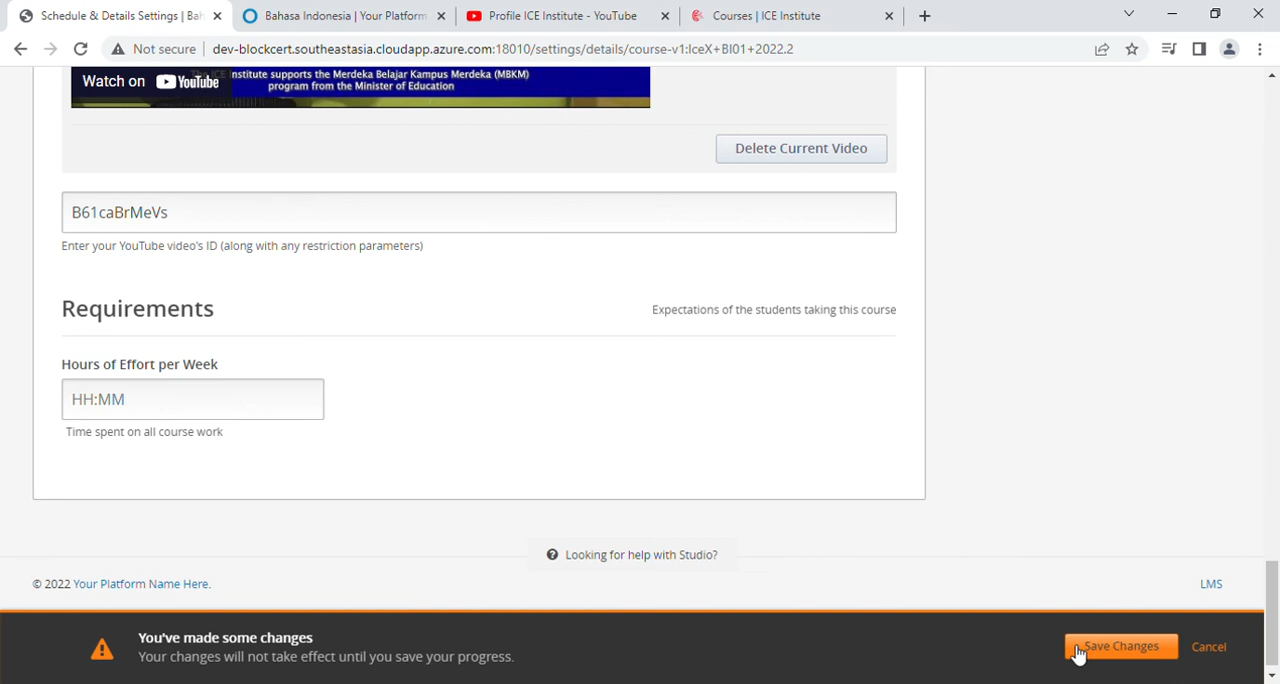 Schedule & Details Settings | Bah
Bahasa Indonesia | Your Platform
Profile ICE Institute - YouTube
Courses | ICE Institute
Not secure
dev-blockcert.southeastasia.cloudapp.azure.com:18010/settings/details/course-v1:IceX+BI01+2022.2
Watch on YouTube
Institute supports the Merdeka Belajar Kampus Merdeka (MBKM)
program from the Minister of Education
Delete Current Video
B61caBrMeVs
Enter your YouTube video's ID (along with any restriction parameters)
Requirements
Expectations of the students taking this course
Hours of Effort per Week
HH:MM
Time spent on all course work
Looking for help with Studio?
© 2022 Your Platform Name Here.
LMS
You've made some changes
Your changes will not take effect until you save your progress.
Save Changes
Cancel